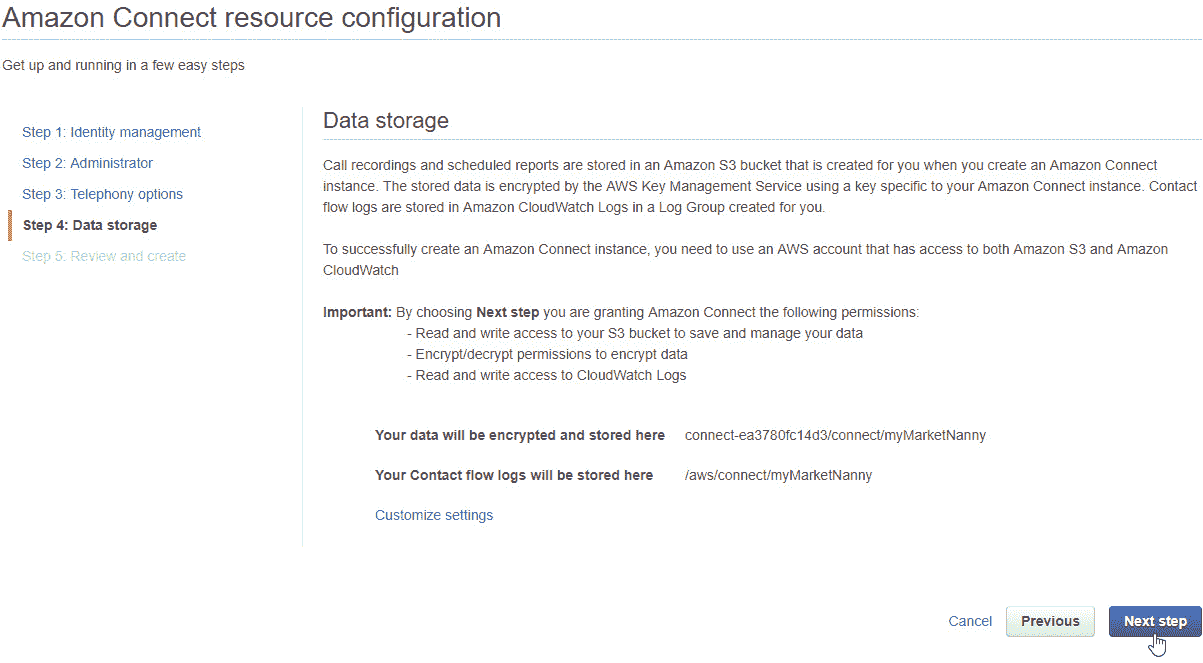 Amazon Connect resource configuration
Get up and running in a few easy steps
Step 1: Identity management
Step 2: Administrator
Step 3: Telephony options
Step 4: Data storage
Step 5: Review and create
Data storage
Call recordings and scheduled reports are stored in an Amazon S3 bucket that is created for you when you create an Amazon Connect
instance. The stored data is encrypted by the AWS Key Management Service using a key specific to your Amazon Connect instance. Contact
flow logs are stored in Amazon CloudWatch Logs in a Log Group created for you.
To successfully create an Amazon Connect instance, you need to use an AWS account that has access to both Amazon S3 and Amazon
CloudWatch
Important: By choosing Next step you are granting Amazon Connect the following permissions:
- Read and write access to your S3 bucket to save and manage your data
- Encrypt/decrypt permissions to encrypt data
- Read and write access to CloudWatch Logs
Your data will be encrypted and stored here connect-ea3780fc14d3/connect/myMarketNanny
Your Contact flow logs will be stored here /aws/connect/myMarketNanny
Customize settings
Cancel Previous Next step